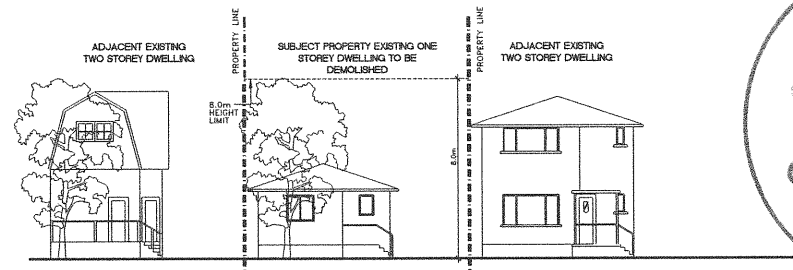 ADJACENT EXISTING
TWO STOREY DWELLING
PROPERTY LINE
SUBJECT PROPERTY EXISTING ONE
STOREY DWELLING TO BE
DEMOLISHED
PROPERTY LINE
ADJACENT EXISTING
TWO STOREY DWELLING
8.0m
HEIGHT
LIMIT
8.0m